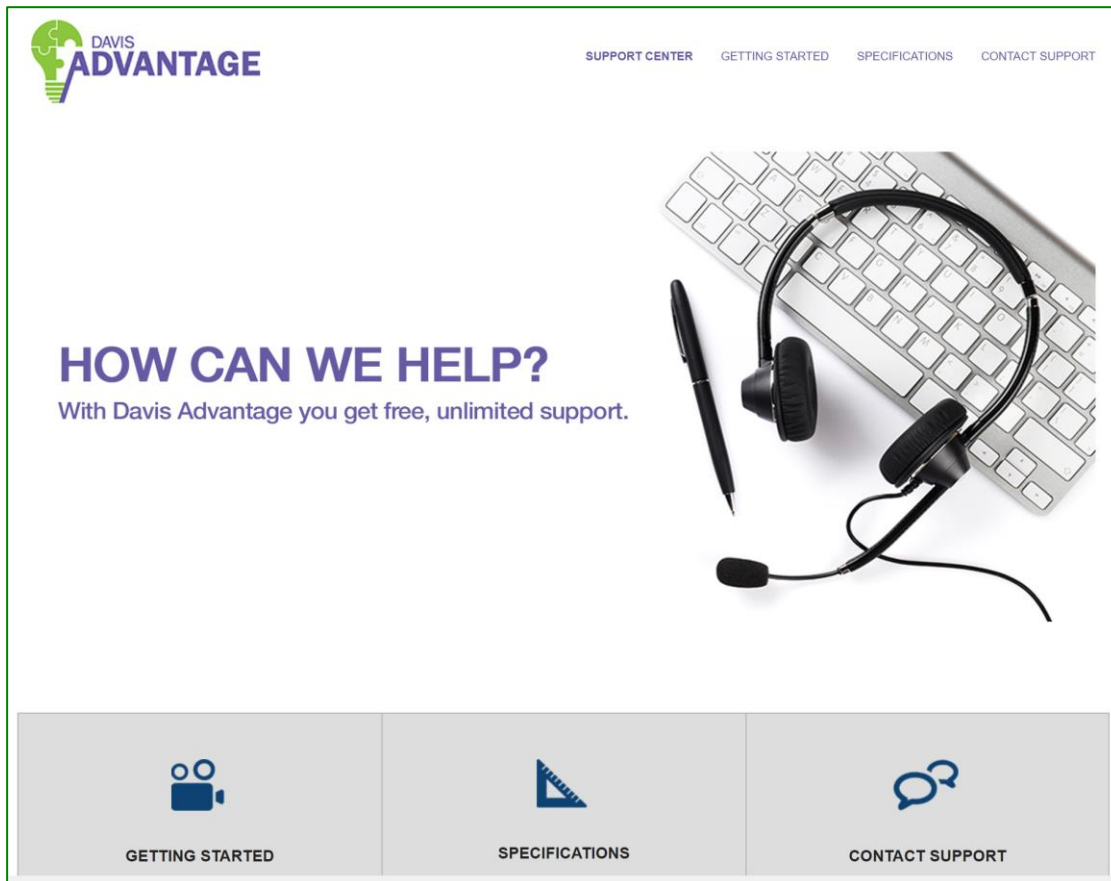 DAVIS
ADVANTAGE
SUPPORT CENTER GETTING STARTED SPECIFICATIONS CONTACT SUPPORT
HOW CAN WE HELP?
With Davis Advantage you get free, unlimited support.
GETTING STARTED SPECIFICATIONS CONTACT SUPPORT